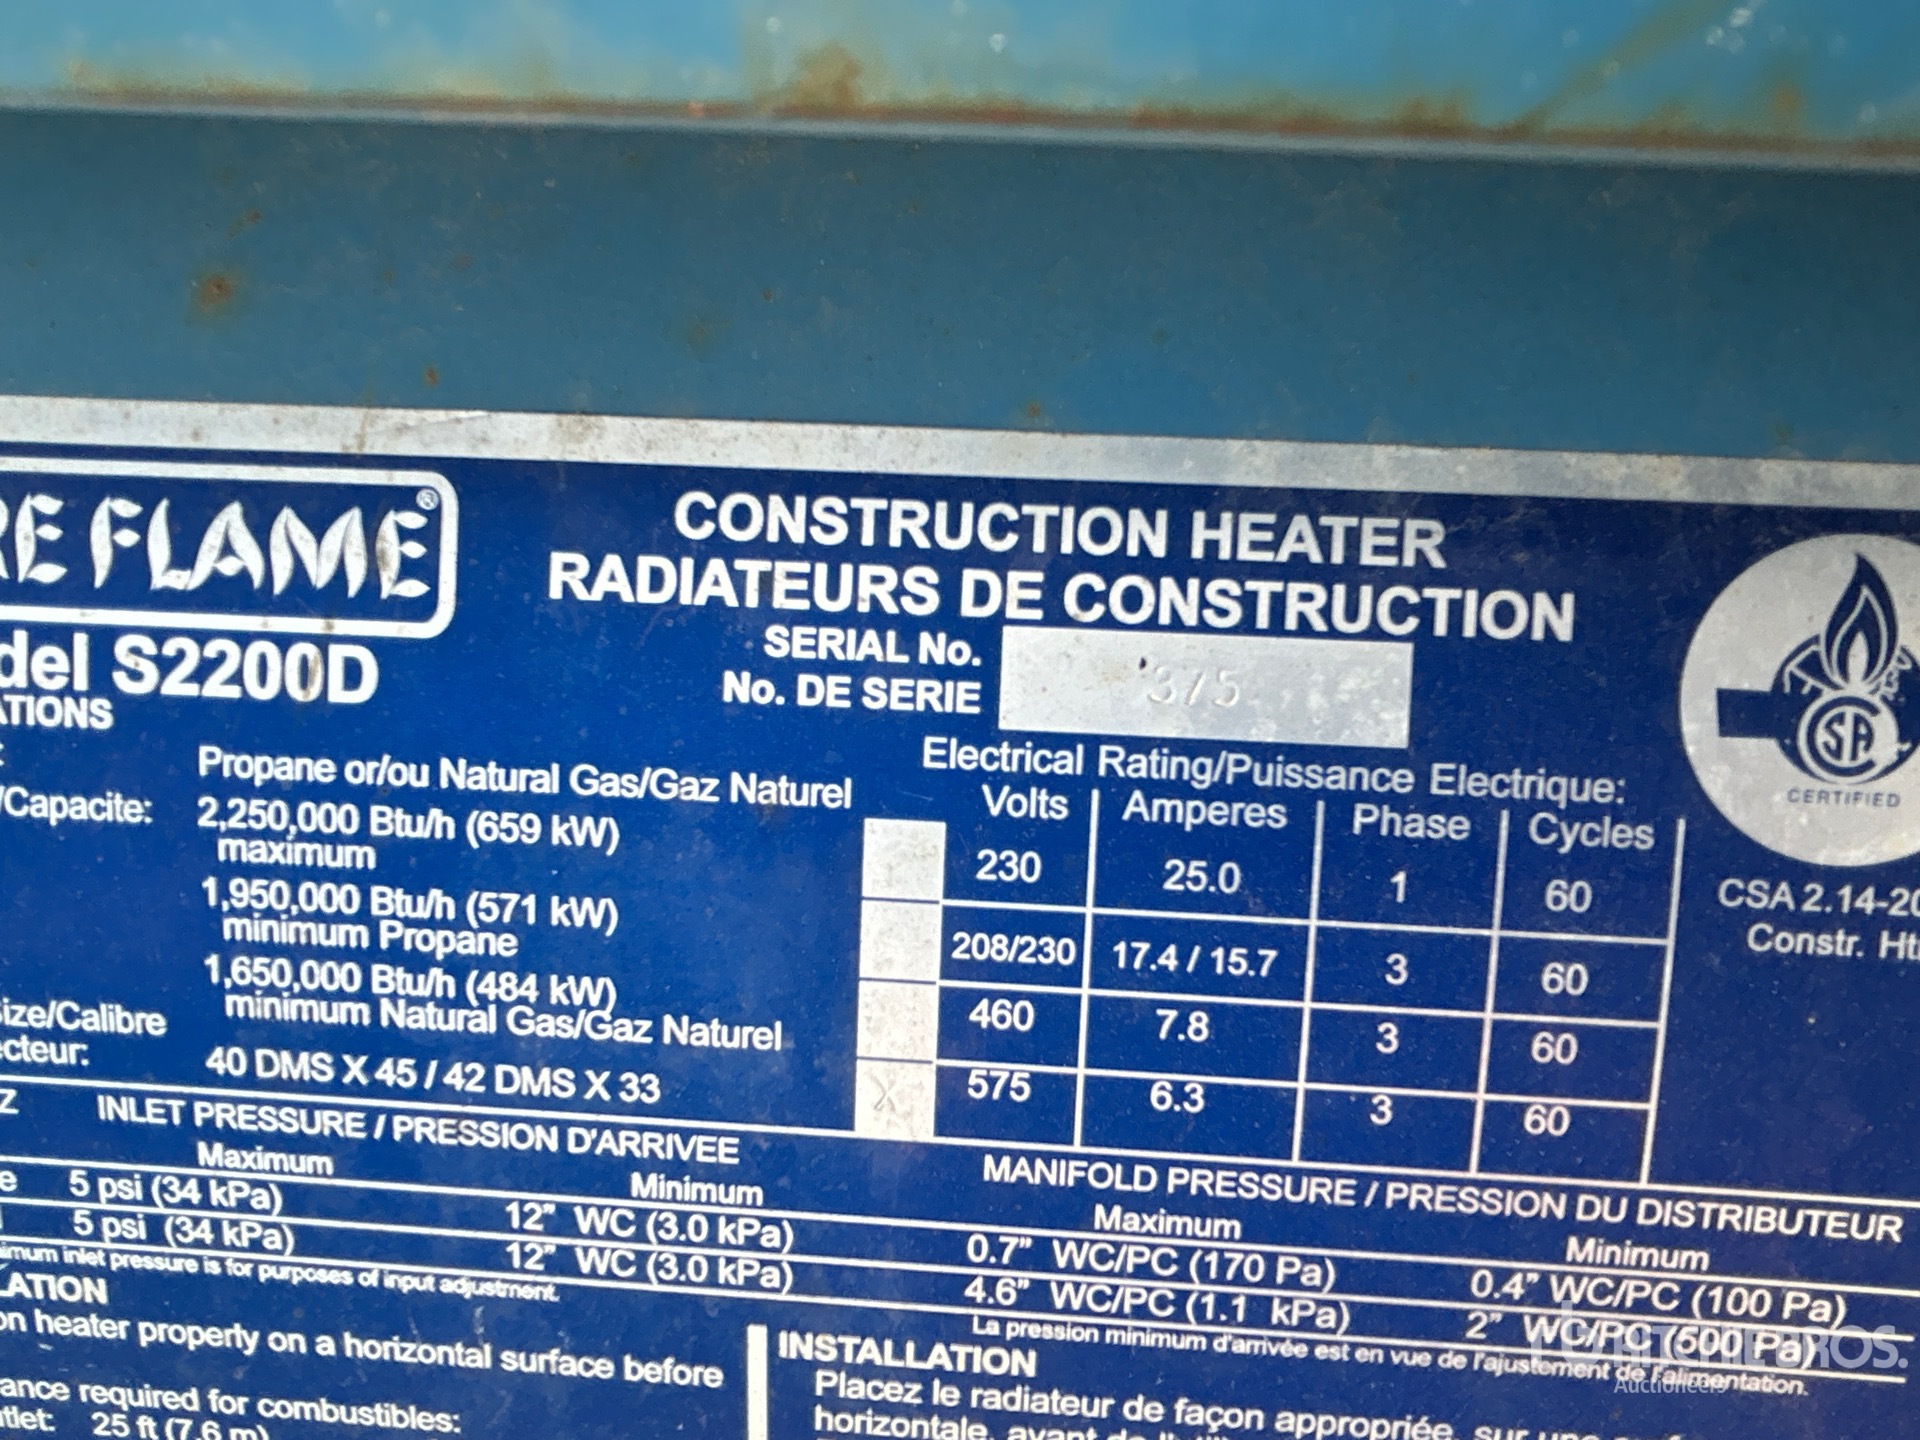 RE FLAME®
del S2200D
ATIONS
CONSTRUCTION HEATER
RADIATEURS DE CONSTRUCTION
SERIAL No.
No. DE SERIE
375
CSA
CERTIFIED
CSA 2.14-20
Constr. Ht
/Capacite:
Propane or/ou Natural Gas/Gaz Naturel
2,250,000 Btu/h (659 kW)
maximum
1,950,000 Btu/h (571 kW)
minimum Propane
1,650,000 Btu/h (484 kW)
minimum Natural Gas/Gaz Naturel
ize/Calibre
cteur:
40 DMS X 45 / 42 DMS X 33
Electrical Rating/Puissance Electrique:
Volts Amperes Phase Cycles
230 25.0 1 60
208/230 17.4 / 15.7 3 60
460 7.8 3 60
X 575 6.3 3 60
Z INLET PRESSURE / PRESSION D'ARRIVEE
Maximum Minimum
e 5 psi (34 kPa) 12" WC (3.0 kPa)
5 psi (34 kPa) 12" WC (3.0 kPa)
imum inlet pressure is for purposes of input adjustment.
MANIFOLD PRESSURE / PRESSION DU DISTRIBUTEUR
Maximum Minimum
0.7" WC/PC (170 Pa) 0.4" WC/PC (100 Pa)
4.6" WC/PC (1.1 kPa) 2" WC/PC (500 Pa)
La pression minimum d'arrivée est en vue de l'ajustement de l'alimentation.
LATION
on heater properly on a horizontal surface before
ance required for combustibles:
tlet: 25 ft (7.6 m)
INSTALLATION
Placez le radiateur de façon appropriée, sur une
horizontale, avant de
RITCHIE BROS.
Auctioneers